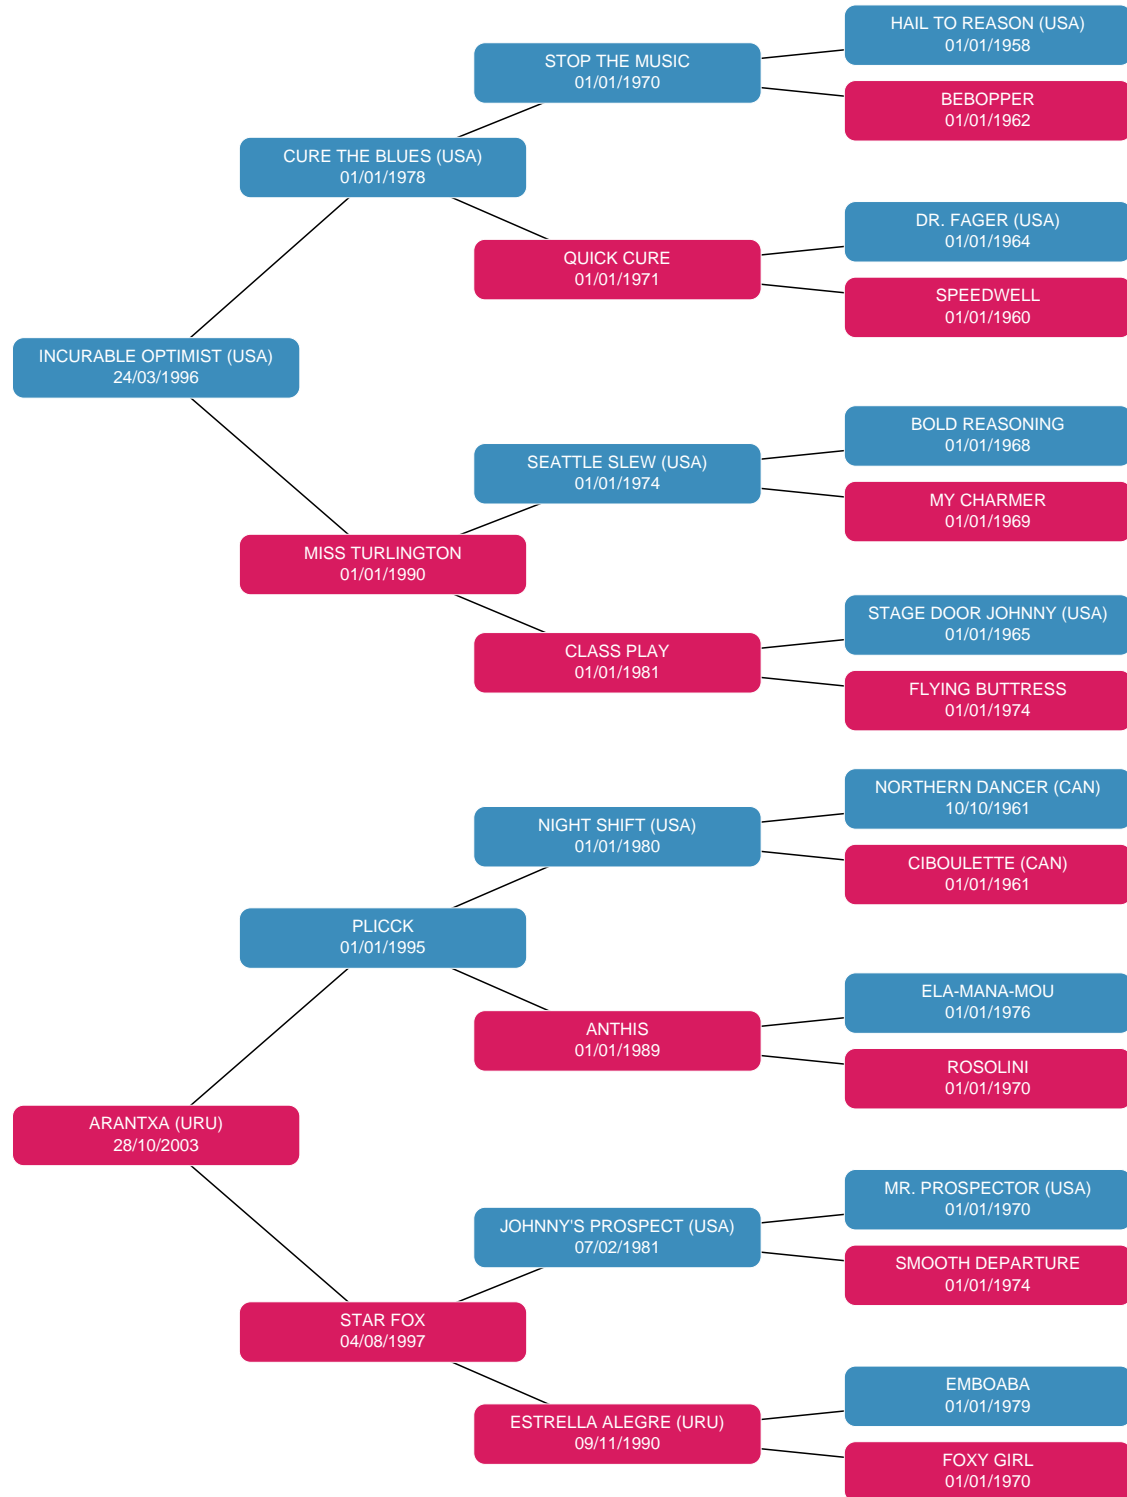 HAIL TO REASON (USA)
01/01/1958
STOP THE MUSIC
01/01/1970
BEBOPPER
01/01/1962
CURE THE BLUES (USA)
01/01/1978
DR. FAGER (USA)
01/01/1964
QUICK CURE
01/01/1971
SPEEDWELL
01/01/1960
INCURABLE OPTIMIST (USA)
24/03/1996
BOLD REASONING
01/01/1968
SEATTLE SLEW (USA)
01/01/1974
MY CHARMER
01/01/1969
MISS TURLINGTON
01/01/1990
STAGE DOOR JOHNNY (USA)
01/01/1965
CLASS PLAY
01/01/1981
FLYING BUTTRESS
01/01/1974
NORTHERN DANCER (CAN)
10/10/1961
NIGHT SHIFT (USA)
01/01/1980
CIBOULETTE (CAN)
01/01/1961
PLICCK
01/01/1995
ELA-MANA-MOU
01/01/1976
ANTHIS
01/01/1989
ROSOLINI
01/01/1970
ARANTXA (URU)
28/10/2003
MR. PROSPECTOR (USA)
01/01/1970
JOHNNY'S PROSPECT (USA)
07/02/1981
SMOOTH DEPARTURE
01/01/1974
STAR FOX
04/08/1997
EMBOABA
01/01/1979
ESTRELLA ALEGRE (URU)
09/11/1990
FOXY GIRL
01/01/1970